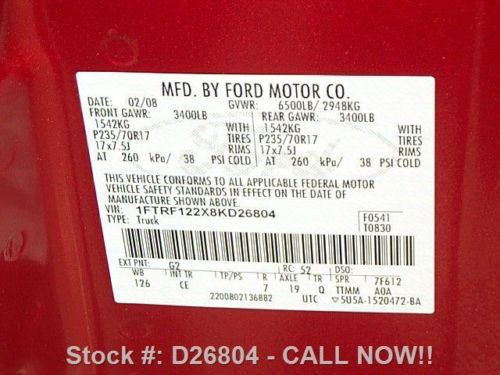 MFD. BY FORD MOTOR CO.
DATE: 02/08 GVWR: 6500LB/ 2948KG
FRONT GAWR: 3400LB REAR GAWR: 3400LB
1542KG WITH 1542KG WITH
P235/70R17 TIRES P235/70R17 TIRES
17x7.5J RIMS 17x7.5J RIMS
AT 260 kPa/ 38 PSI COLD AT 260 kPa/ 38 PSI COLD
THIS VEHICLE CONFORMS TO ALL APPLICABLE FEDERAL MOTOR
VEHICLE SAFETY STANDARDS IN EFFECT ON THE DATE OF
MANUFACTURE SHOWN ABOVE.
VIN: 1FTRF122X8KD26804 F0541
TYPE: Truck T0830
EXT PNT: G2 RC: 52 DSO:
WB INT TR TP/PS R AXLE TR SPR 7F612
126 CE 7 19 Q TTMM A0A
2200802136882 UTC 5U5A-1520472-BA
Stock #: D26804 - CALL NOW!!